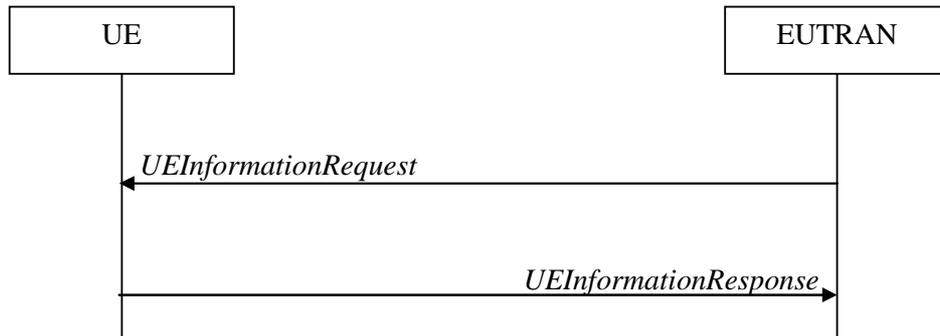 UE
EUTRAN
UEInformationRequest
UEInformationResponse